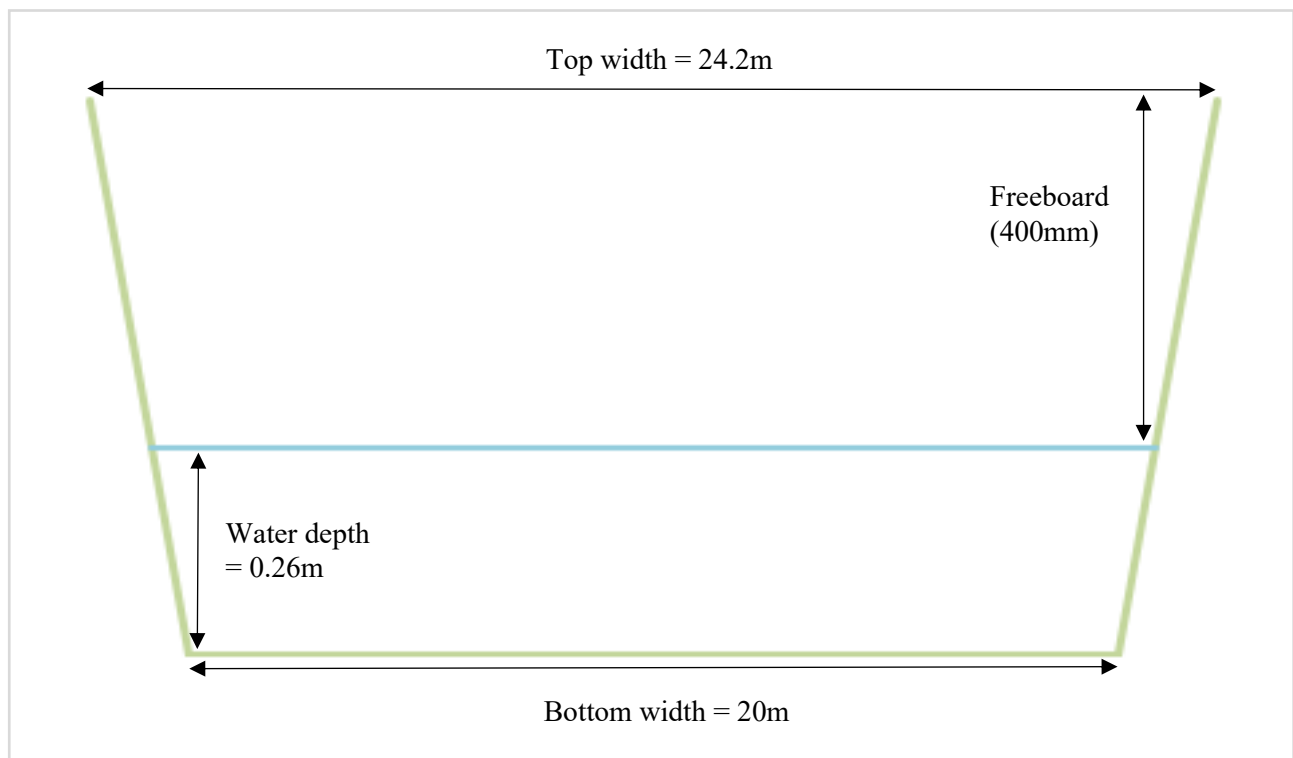 Top width = 24.2m
Freeboard
(400mm)
Water depth
= 0.26m
Bottom width = 20m